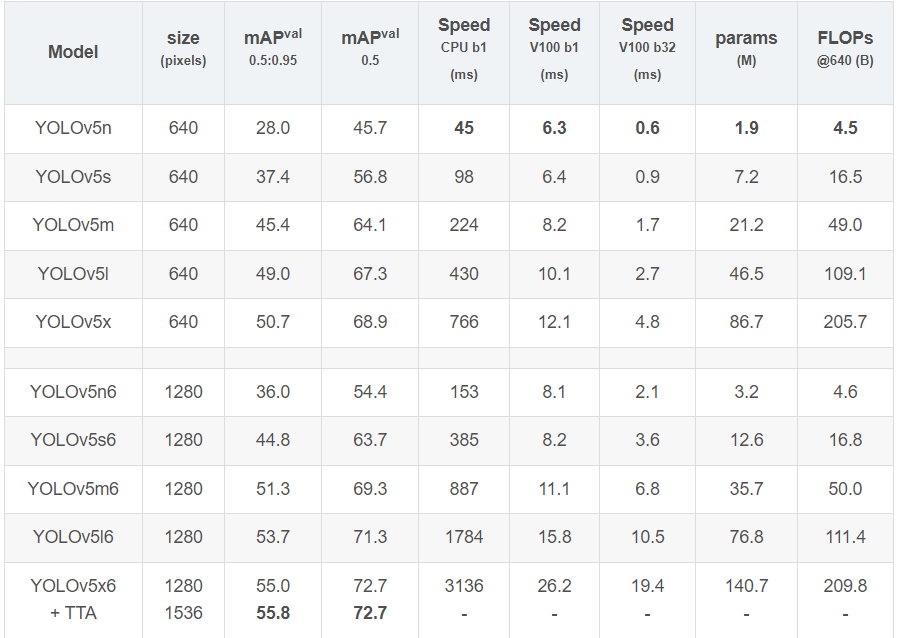 Model size (pixels) mAPval 0.5:0.95 mAPval 0.5 Speed CPU b1 (ms) Speed V100 b1 (ms) Speed V100 b32 (ms) params (M) FLOPs @640 (B)
YOLOv5n 640 28.0 45.7 45 6.3 0.6 1.9 4.5
YOLOv5s 640 37.4 56.8 98 6.4 0.9 7.2 16.5
YOLOv5m 640 45.4 64.1 224 8.2 1.7 21.2 49.0
YOLOv5l 640 49.0 67.3 430 10.1 2.7 46.5 109.1
YOLOv5x 640 50.7 68.9 766 12.1 4.8 86.7 205.7
YOLOv5n6 1280 36.0 54.4 153 8.1 2.1 3.2 4.6
YOLOv5s6 1280 44.8 63.7 385 8.2 3.6 12.6 16.8
YOLOv5m6 1280 51.3 69.3 887 11.1 6.8 35.7 50.0
YOLOv5l6 1280 53.7 71.3 1784 15.8 10.5 76.8 111.4
YOLOv5x6 1280 55.0 72.7 3136 26.2 19.4 140.7 209.8
+ TTA 1536 55.8 72.7 - - - - -